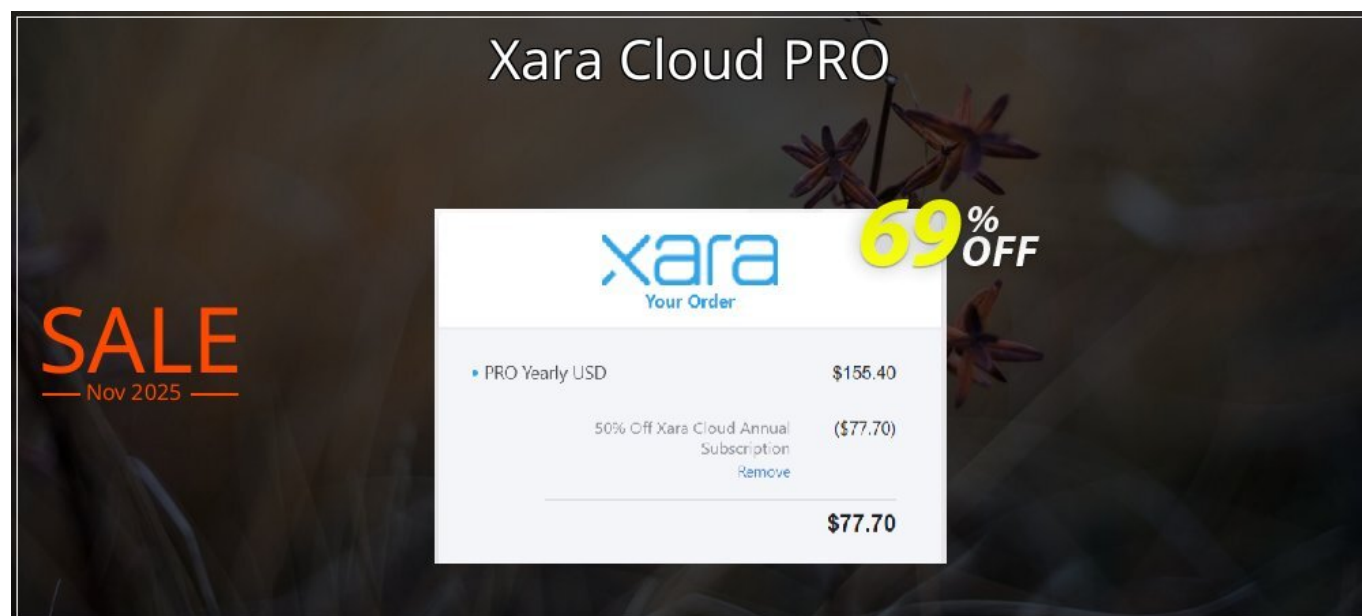 Xara Cloud PRO
69%
OFF
xara
Your Order
SALE
Nov 2025
• PRO Yearly USD $155.40
50% Off Xara Cloud Annual ($77.70)
Subscription
Remove
$77.70